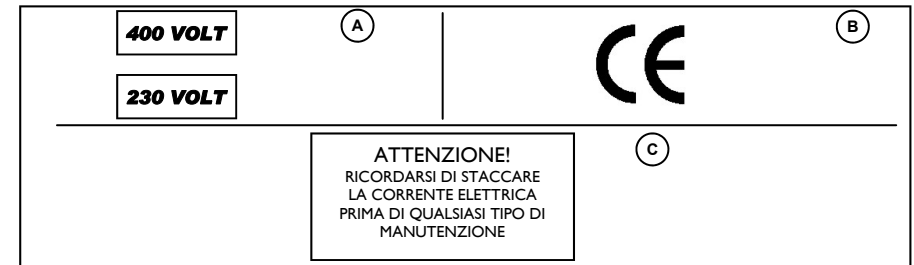 400 VOLT
A
CE
B
230 VOLT
C
ATTENZIONE!
RICORDARSI DI STACCARE
LA CORRENTE ELETTRICA
PRIMA DI QUALSIASI TIPO DI
MANUTENZIONE